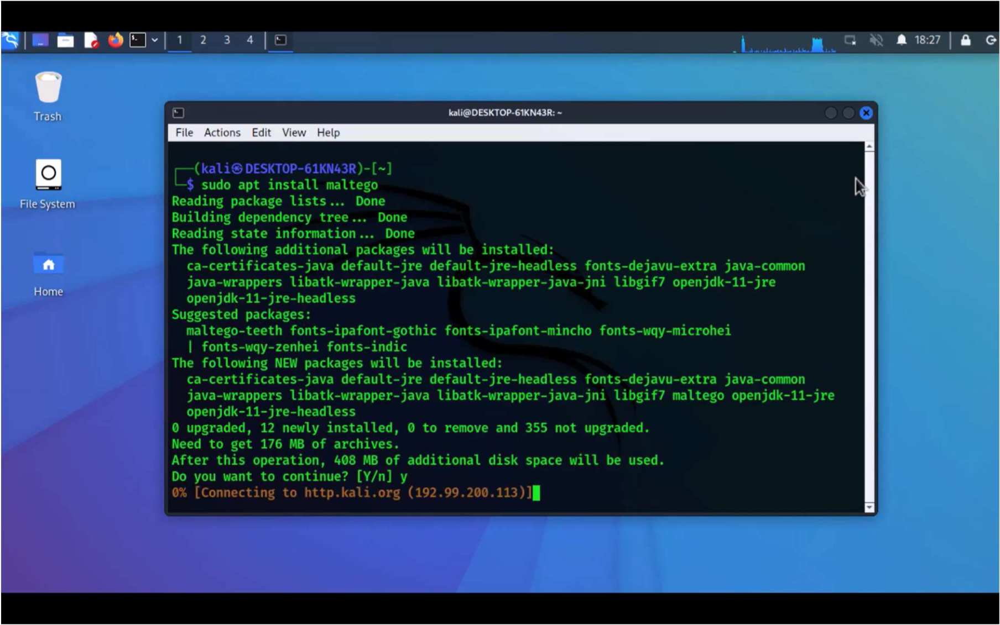 1 2 3 4
18:27
Trash
File System
Home
kali@DESKTOP-61KN43R: ~
File Actions Edit View Help
┌──(kali㉿DESKTOP-61KN43R)-[~]
└─$ sudo apt install maltego
Reading package lists... Done
Building dependency tree... Done
Reading state information... Done
The following additional packages will be installed:
ca-certificates-java default-jre default-jre-headless fonts-dejavu-extra java-common
java-wrappers libatk-wrapper-java libatk-wrapper-java-jni libgif7 openjdk-11-jre
openjdk-11-jre-headless
Suggested packages:
maltego-teeth fonts-ipafont-gothic fonts-ipafont-mincho fonts-wqy-microhei
| fonts-wqy-zenhei fonts-indic
The following NEW packages will be installed:
ca-certificates-java default-jre default-jre-headless fonts-dejavu-extra java-common
java-wrappers libatk-wrapper-java libatk-wrapper-java-jni libgif7 maltego openjdk-11-jre
openjdk-11-jre-headless
0 upgraded, 12 newly installed, 0 to remove and 355 not upgraded.
Need to get 176 MB of archives.
After this operation, 408 MB of additional disk space will be used.
Do you want to continue? [Y/n] y
0% [Connecting to http.kali.org (192.99.200.113)]